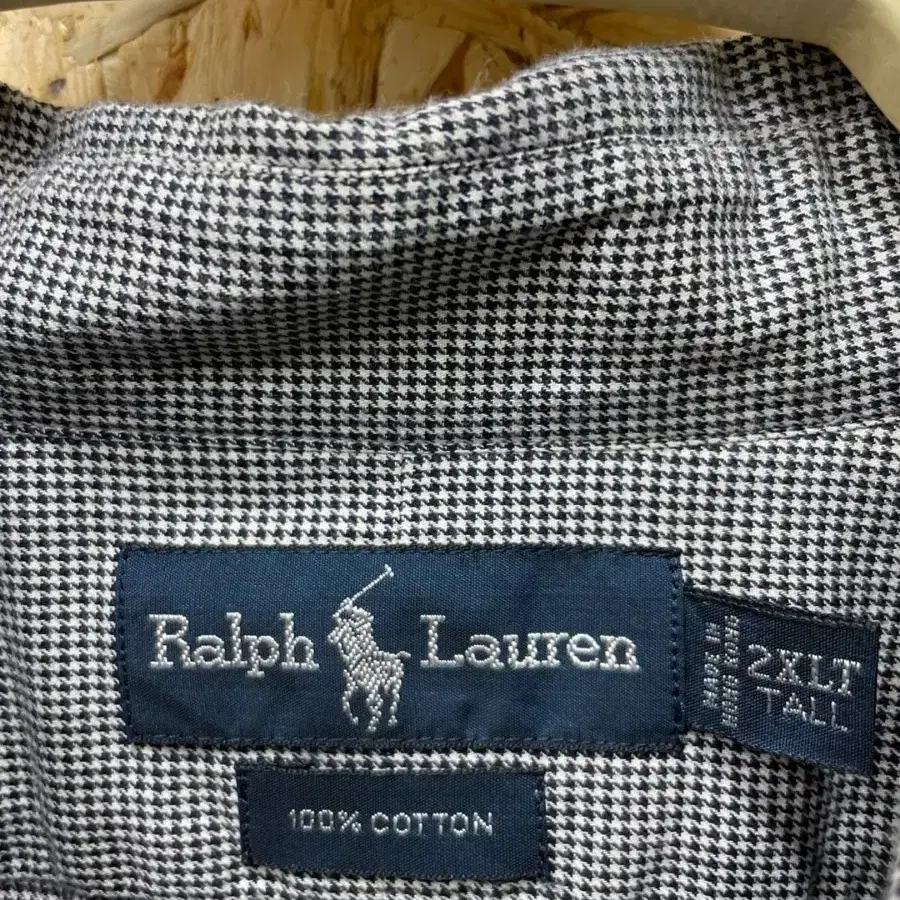 Ralph Lauren
2XLT
TALL
100% COTTON